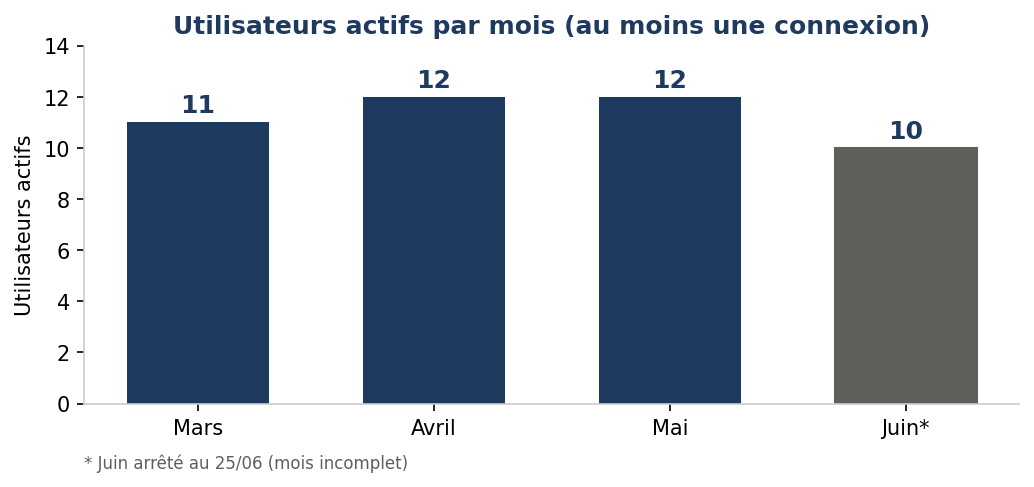 Utilisateurs actifs par mois (au moins une connexion)
Utilisateurs actifs
14
12
10
8
6
4
2
0
11
12
12
10
Mars
Avril
Mai
Juin*
* Juin arrêté au 25/06 (mois incomplet)